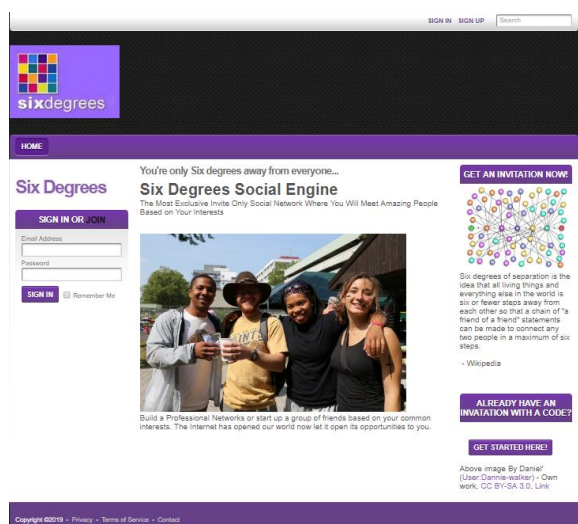 SIGN IN SIGN UP Search
sixdegrees
HOME
Six Degrees
SIGN IN OR JOIN
Email Address
Password
SIGN IN Remember Me
You're only Six degrees away from everyone...
Six Degrees Social Engine
The Most Exclusive Invite Only Social Network Where You Will Meet Amazing People
Based on Your Interests
Build a Professional Networks or start up a group of friends based on your common
interests. The Internet has opened our world now let it open its opportunities to you.
GET AN INVITATION NOW!
Six degrees of separation is the
idea that all living things and
everything else in the world is
six or fewer steps away from
each other so that a chain of "a
friend of a friend" statements
can be made to connect any
two people in a maximum of six
steps.
- Wikipedia
ALREADY HAVE AN
INVATATION WITH A CODE?
GET STARTED HERE!
Above image By Daniel'
(User:Dannie-walker) - Own
work, CC BY-SA 3.0, Link
Copyright ©2019 - Privacy - Terms of Service - Contact